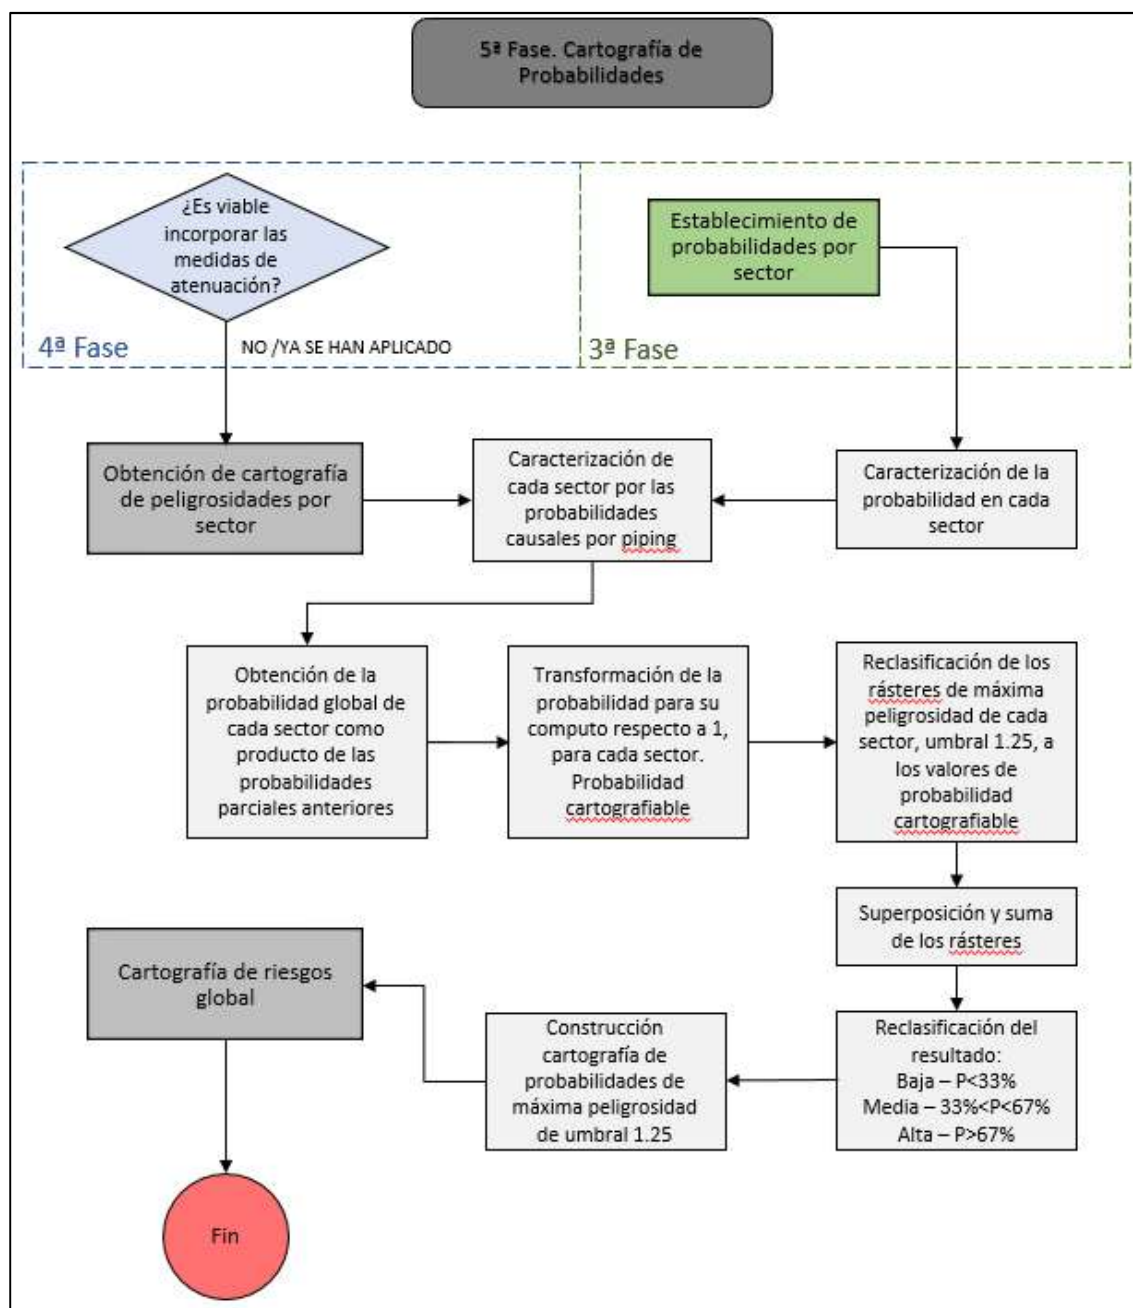 5ª Fase. Cartografía de
Probabilidades
¿Es viable
incorporar las
medidas de
atenuación?
4ª Fase
NO /YA SE HAN APLICADO
Establecimiento de
probabilidades por
sector
3ª Fase
Obtención de cartografía
de peligrosidades por
sector
Caracterización de
cada sector por las
probabilidades
causales por piping
Caracterización de la
probabilidad en cada
sector
Obtención de la
probabilidad global de
cada sector como
producto de las
probabilidades
parciales anteriores
Transformación de la
probabilidad para su
computo respecto a 1,
para cada sector.
Probabilidad
cartografiable
Reclasificación de los
rásteres de máxima
peligrosidad de cada
sector, umbral 1.25, a
los valores de
probabilidad
cartografiable
Superposición y suma
de los rásteres
Reclasificación del
resultado:
Baja – P<33%
Media – 33%<P<67%
Alta – P>67%
Construcción
cartografía de
probabilidades de
máxima peligrosidad
de umbral 1.25
Cartografía de riesgos
global
Fin